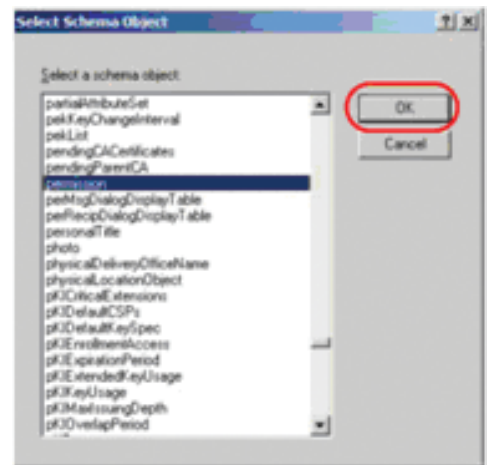 Select Schema Object
? X
Select a schema object:
OK
Cancel
partialAttributeSet
pekKeyChangeInterval
pekList
pendingCACertificates
pendingParentCA
permission
perMsgDialogDisplayTable
perRecipDialogDisplayTable
personalTitle
photo
physicalDeliveryOfficeName
physicalLocationObject
pKICriticalExtensions
pKIDefaultCSPs
pKIDefaultKeySpec
pKIEnrollmentAccess
pKIExpirationPeriod
pKIExtendedKeyUsage
pKIKeyUsage
pKIMaxIssuingDepth
pKIOverlapPeriod